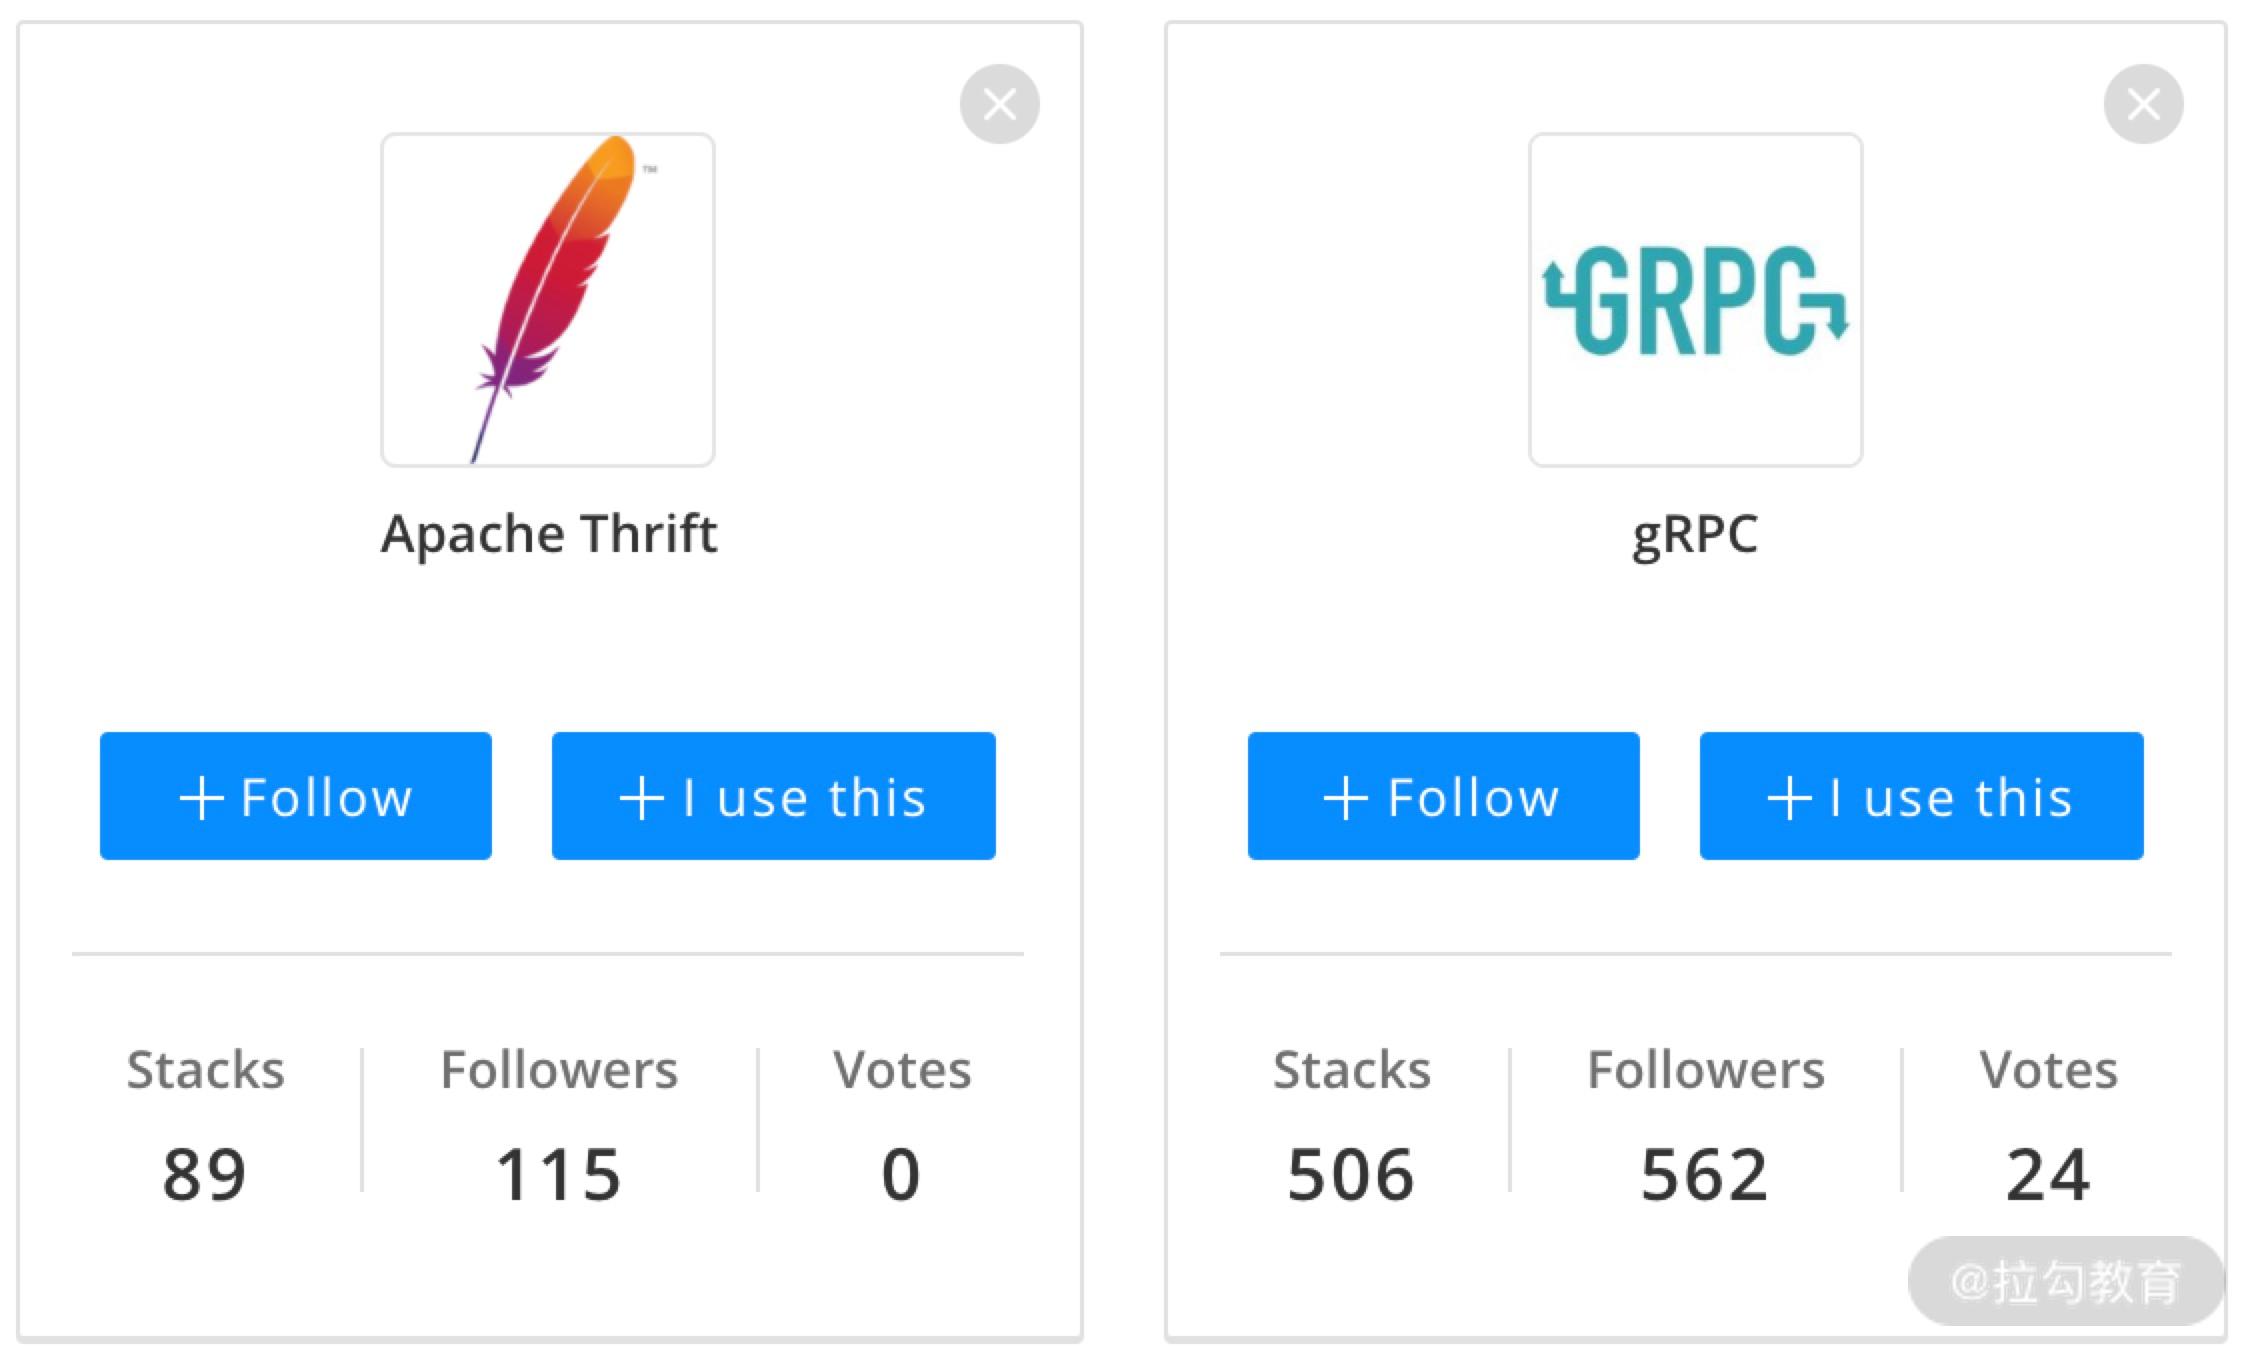 ™
Apache Thrift
+ Follow
+ I use this
Stacks
Followers
Votes
89
115
0
GRPC
gRPC
+ Follow
+ I use this
Stacks
Followers
Votes
506
562
24
@拉勾教育